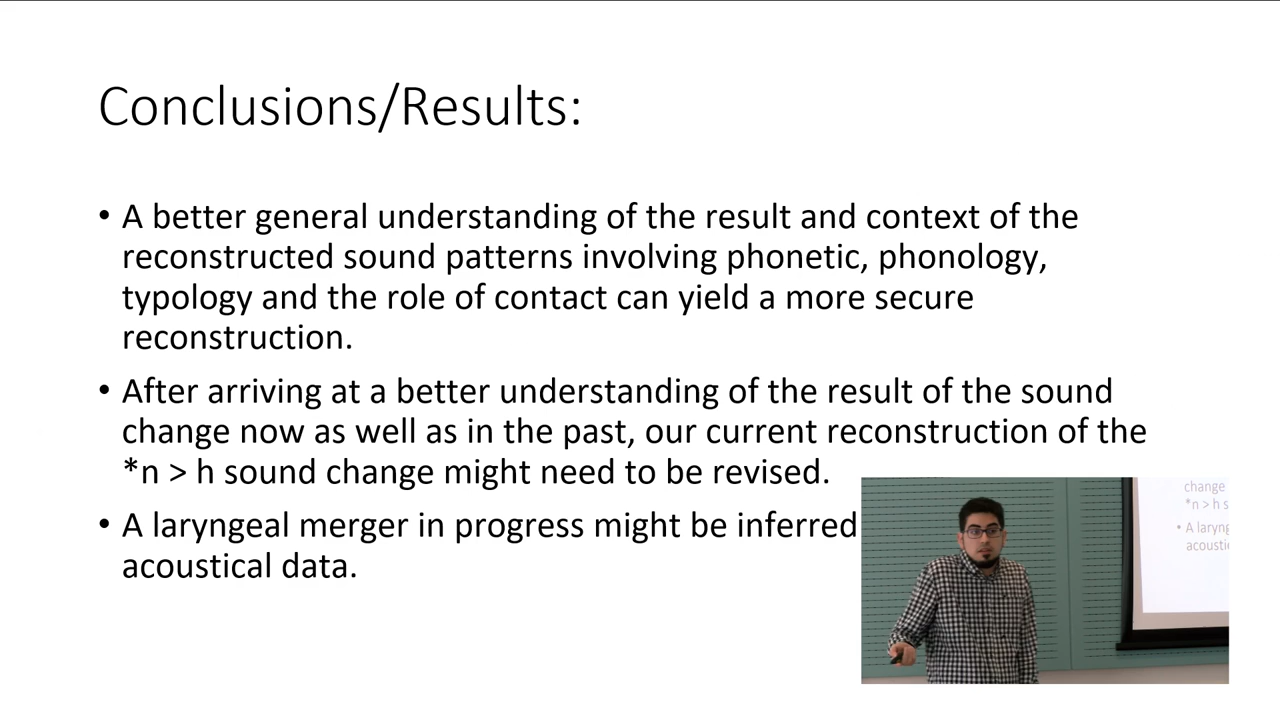 Conclusions/Results:
• A better general understanding of the result and context of the
reconstructed sound patterns involving phonetic, phonology,
typology and the role of contact can yield a more secure
reconstruction.
• After arriving at a better understanding of the result of the sound
change now as well as in the past, our current reconstruction of the
*n > h sound change might need to be revised.
• A laryngeal merger in progress might be inferred
acoustical data.
change
*n > h s
• A laryng
acousti